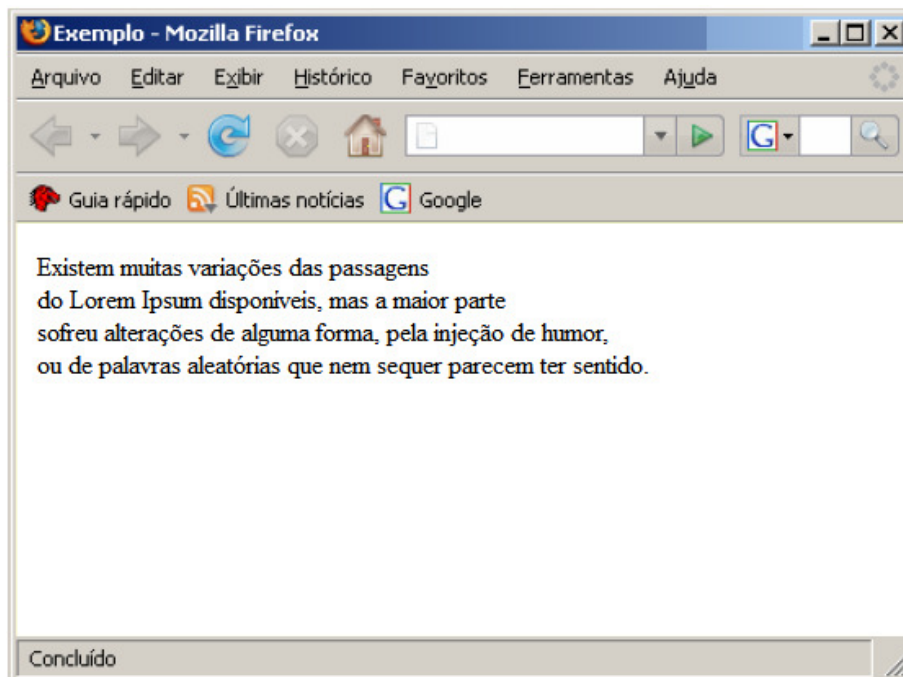 Exemplo - Mozilla Firefox
Arquivo Editar Exibir Histórico Favoritos Ferramentas Ajuda
G
Guia rápido Últimas notícias G Google
Existem muitas variações das passagens
do Lorem Ipsum disponíveis, mas a maior parte
sofreu alterações de alguma forma, pela injeção de humor,
ou de palavras aleatórias que nem sequer parecem ter sentido.
Concluído